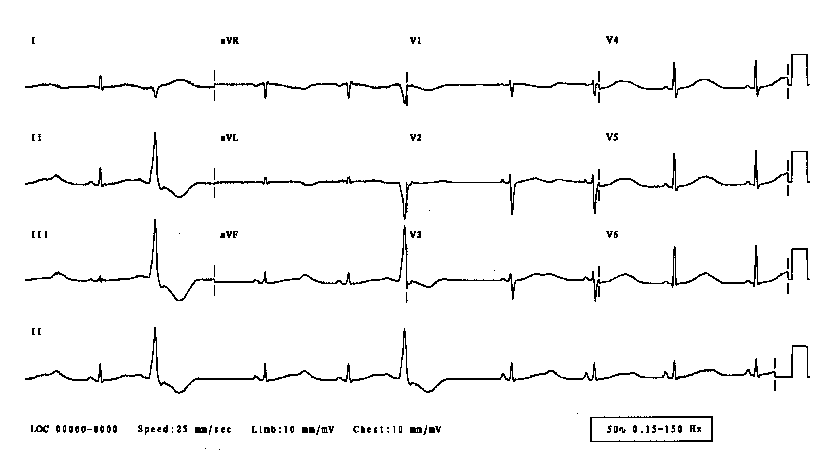 I aVR V1 V4
II aVL V2 V5
III aVF V3 V6
II
LOC 00000-0000 Speed:25 mm/sec Limb:10 mm/mV Chest:10 mm/mV 50~ 0.15-150 Hz